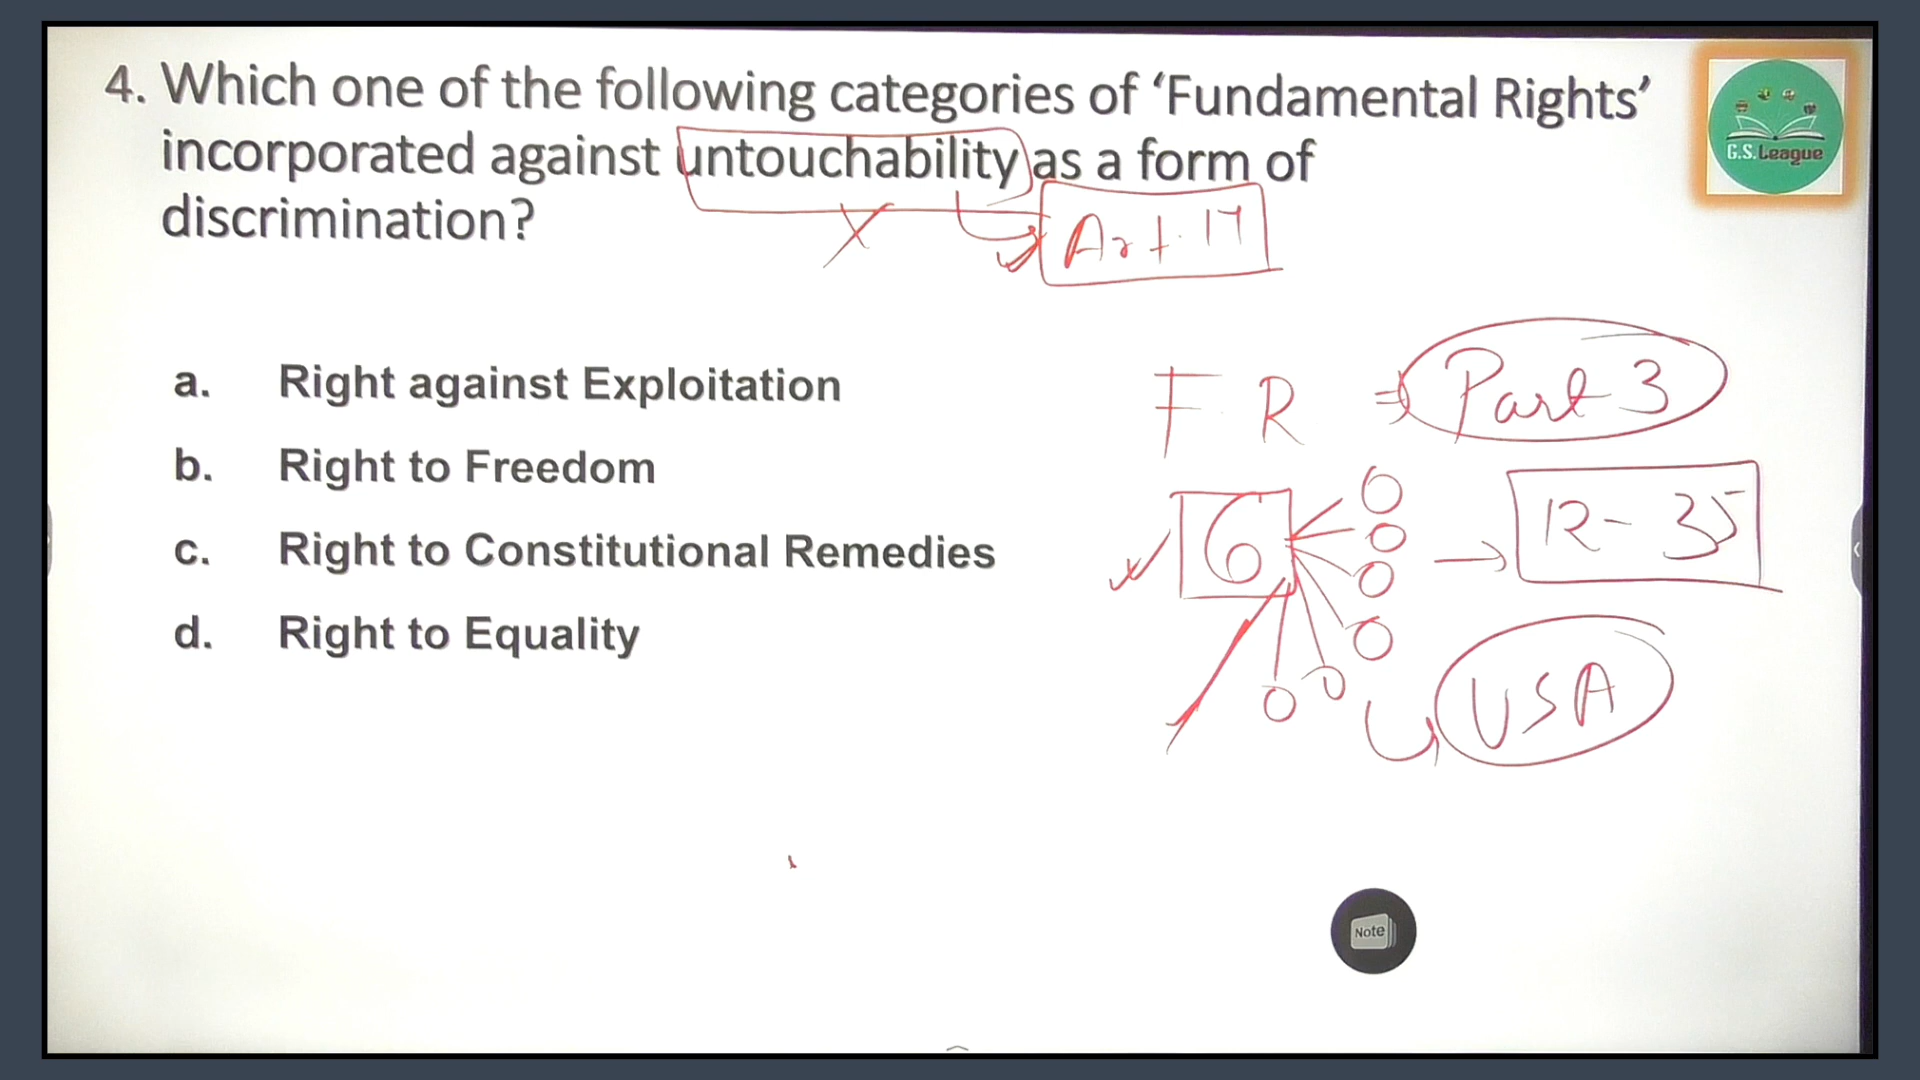 4. Which one of the following categories of ‘Fundamental Rights’
incorporated against untouchability as a form of
discrimination?
G.S.League
Art. 17
a. Right against Exploitation
b. Right to Freedom
c. Right to Constitutional Remedies
d. Right to Equality
FR ⇒ Part 3
6 → 12 - 35
USA
Note